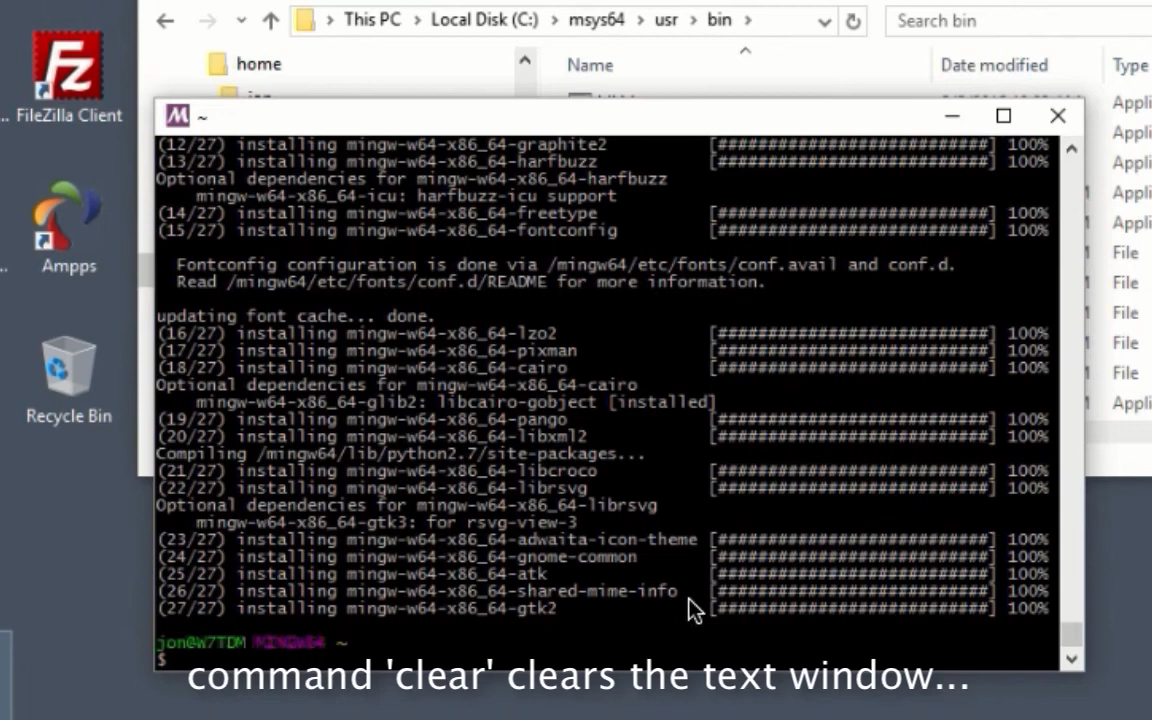 This PC > Local Disk (C:) > msys64 > usr > bin >
Search bin
home
Name
Date modified
Type
FileZilla Client
... 
Ampps
...
Recycle Bin
Appli
Appli
Appli
Appli
Appli
File
File
File
File
File
Appli
~
(12/27) installing mingw-w64-x86_64-graphite2 [##########################] 100%
(13/27) installing mingw-w64-x86_64-harfbuzz [##########################] 100%
Optional dependencies for mingw-w64-x86_64-harfbuzz
mingw-w64-x86_64-icu: harfbuzz-icu support
(14/27) installing mingw-w64-x86_64-freetype [##########################] 100%
(15/27) installing mingw-w64-x86_64-fontconfig [##########################] 100%
Fontconfig configuration is done via /mingw64/etc/fonts/conf.avail and conf.d.
Read /mingw64/etc/fonts/conf.d/README for more information.
updating font cache... done.
(16/27) installing mingw-w64-x86_64-lzo2 [##########################] 100%
(17/27) installing mingw-w64-x86_64-pixman [##########################] 100%
(18/27) installing mingw-w64-x86_64-cairo [##########################] 100%
Optional dependencies for mingw-w64-x86_64-cairo
mingw-w64-x86_64-glib2: libcairo-gobject [installed]
(19/27) installing mingw-w64-x86_64-pango [##########################] 100%
(20/27) installing mingw-w64-x86_64-libxml2 [##########################] 100%
Compiling /mingw64/lib/python2.7/site-packages...
(21/27) installing mingw-w64-x86_64-libcroco [##########################] 100%
(22/27) installing mingw-w64-x86_64-librsvg [##########################] 100%
Optional dependencies for mingw-w64-x86_64-librsvg
mingw-w64-x86_64-gtk3: for rsvg-view-3
(23/27) installing mingw-w64-x86_64-adwaita-icon-theme [##########################] 100%
(24/27) installing mingw-w64-x86_64-gnome-common [##########################] 100%
(25/27) installing mingw-w64-x86_64-atk [##########################] 100%
(26/27) installing mingw-w64-x86_64-shared-mime-info [##########################] 100%
(27/27) installing mingw-w64-x86_64-gtk2 [##########################] 100%
jon@W7TDM MINGW64 ~
$
command 'clear' clears the text window...